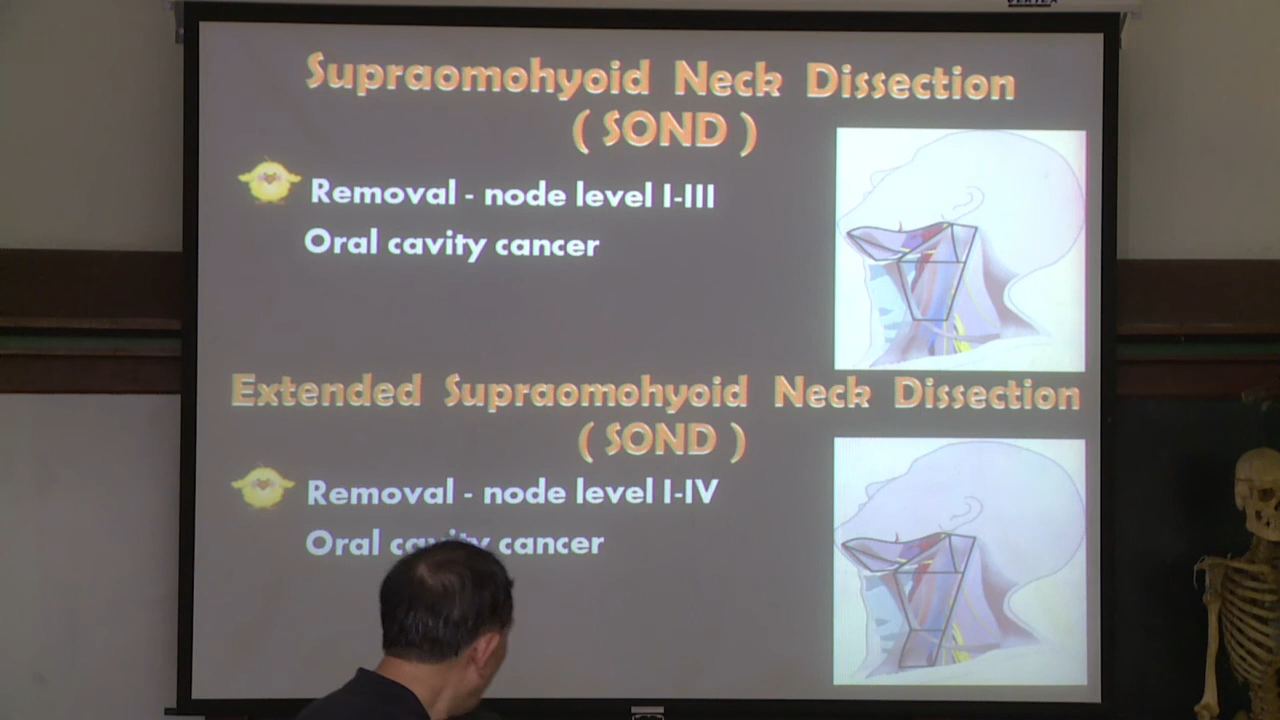 Supraomohyoid Neck Dissection
( SOND )
Removal - node level I-III
Oral cavity cancer
Extended Supraomohyoid Neck Dissection
( SOND )
Removal - node level I-IV
Oral cavity cancer